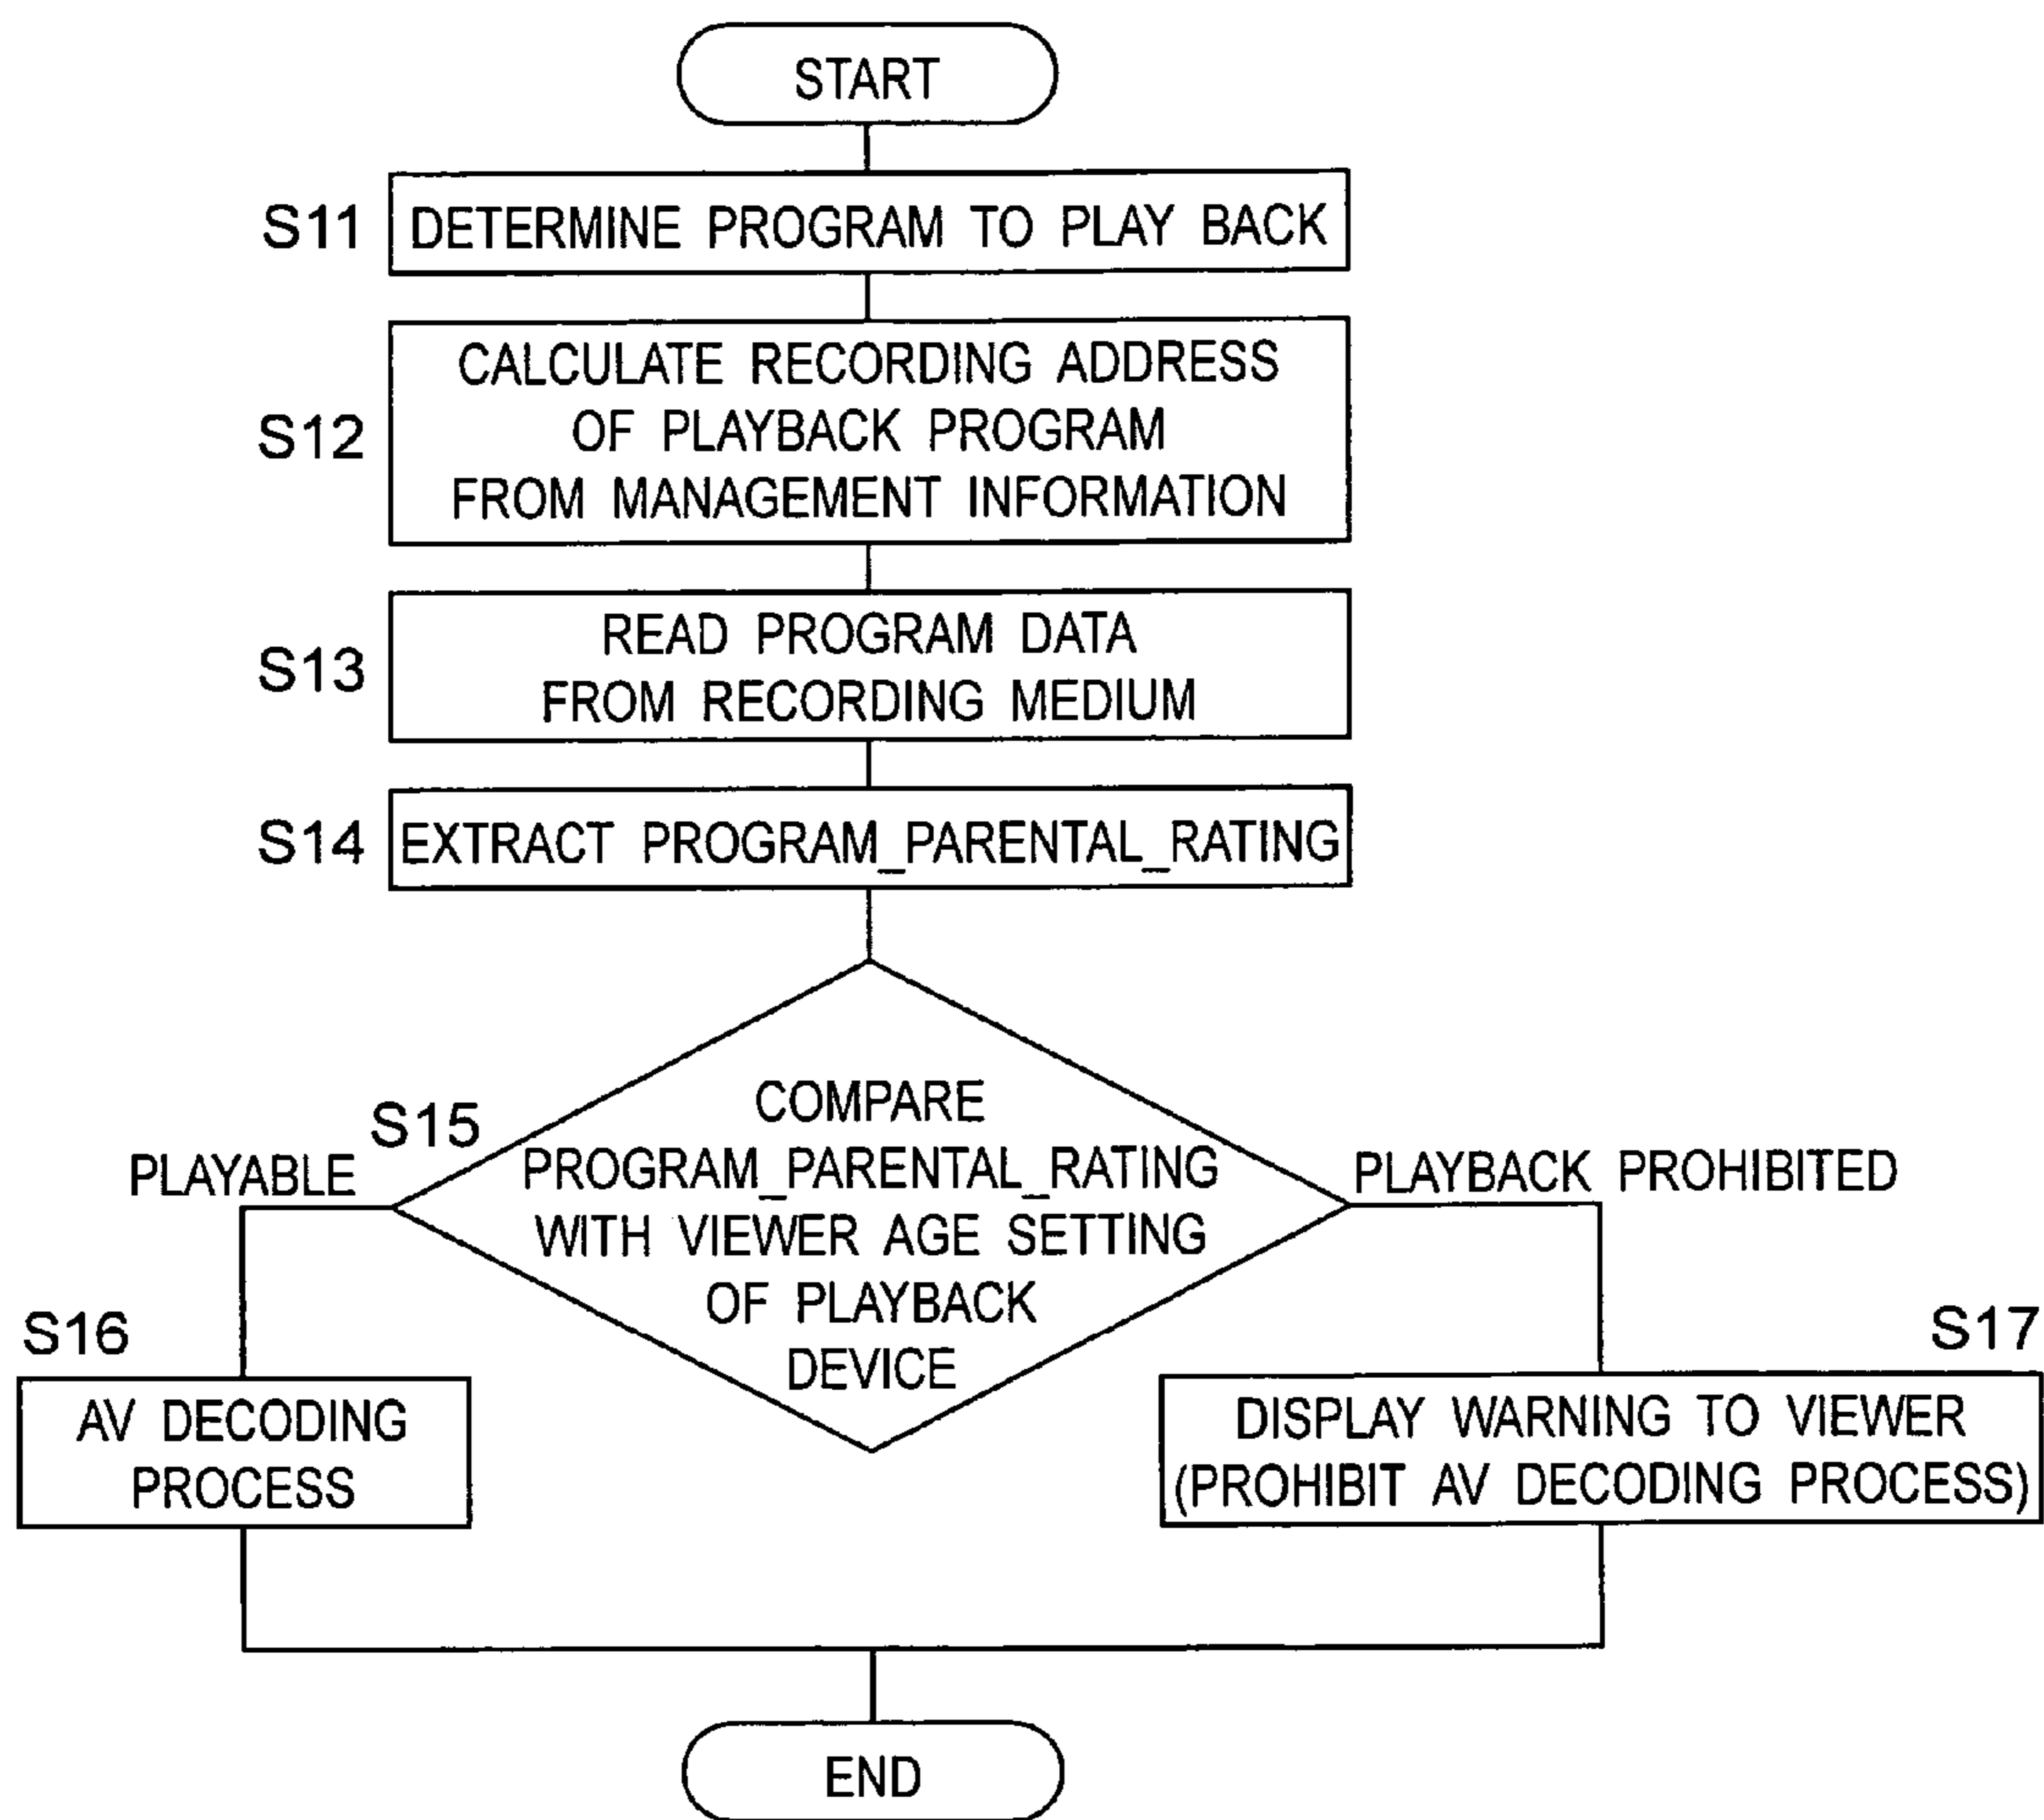 START
S11
DETERMINE PROGRAM TO PLAY BACK
S12
CALCULATE RECORDING ADDRESS
OF PLAYBACK PROGRAM
FROM MANAGEMENT INFORMATION
S13
READ PROGRAM DATA
FROM RECORDING MEDIUM
S14
EXTRACT PROGRAM_PARENTAL_RATING
S15
COMPARE
PROGRAM_PARENTAL_RATING
WITH VIEWER AGE SETTING
OF PLAYBACK
DEVICE
PLAYABLE
PLAYBACK PROHIBITED
S16
AV DECODING
PROCESS
S17
DISPLAY WARNING TO VIEWER
(PROHIBIT AV DECODING PROCESS)
END